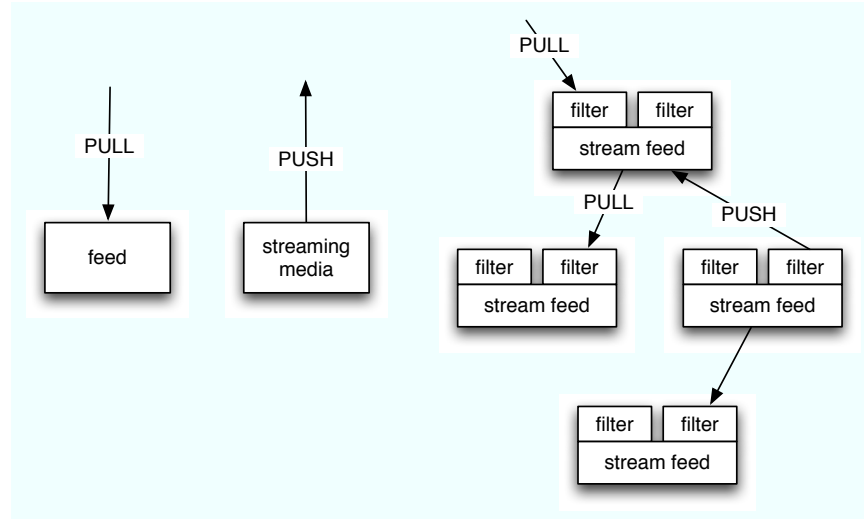 PULL
PULL
PUSH
feed
streaming
media
filter
filter
stream feed
PULL
PUSH
filter
filter
stream feed
filter
filter
stream feed
filter
filter
stream feed